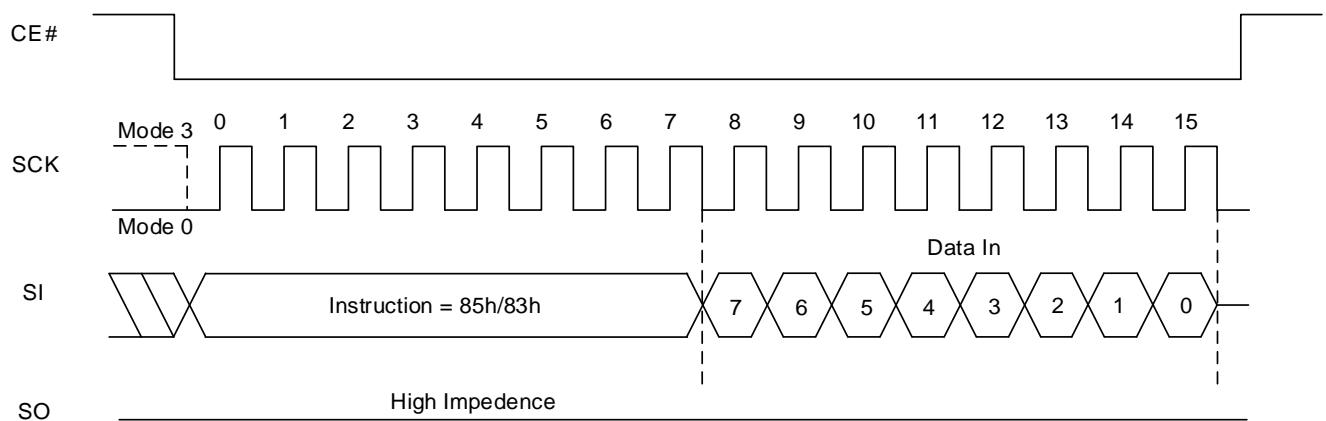 CE#
Mode 3 0 1 2 3 4 5 6 7 8 9 10 11 12 13 14 15
SCK
Mode 0
Data In
SI
Instruction = 85h/83h 7 6 5 4 3 2 1 0
High Impedence
SO